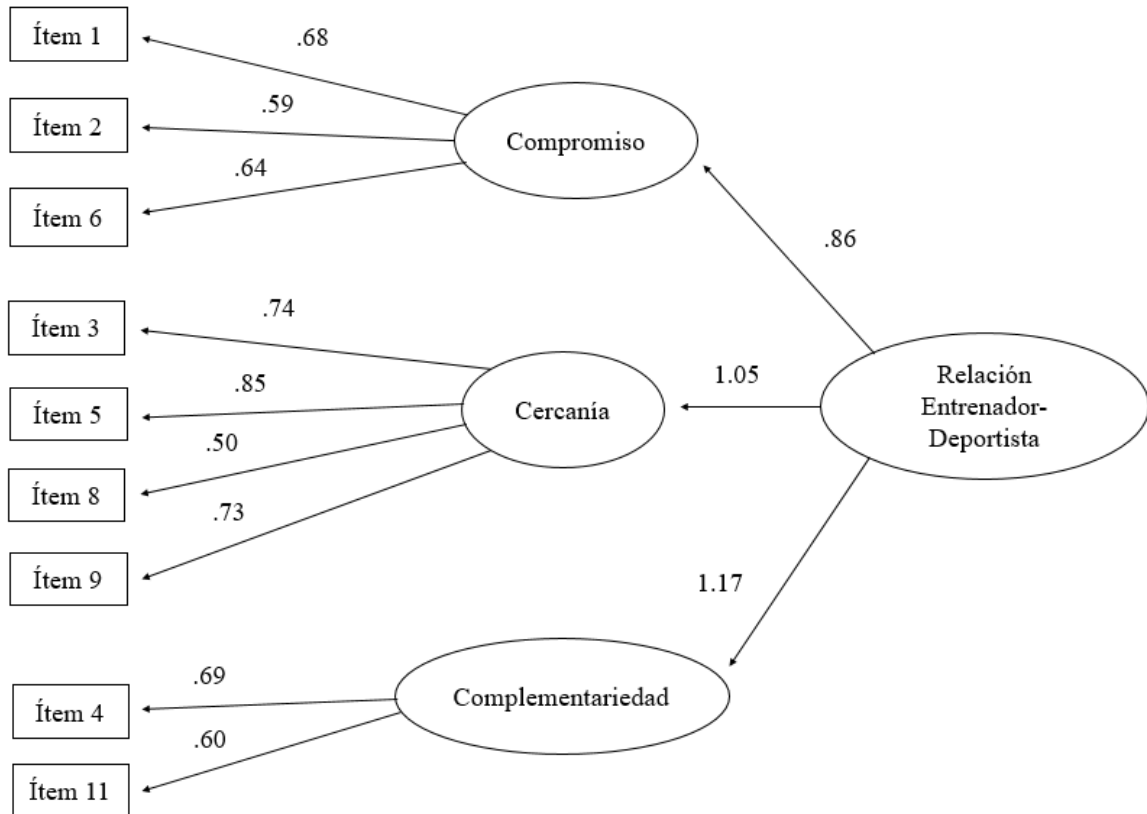 Ítem 1
.68
Ítem 2
.59
Compromiso
Ítem 6
.64
.86
Ítem 3
.74
Ítem 5
.85
Cercanía
1.05
Relación
Entrenador-
Deportista
Ítem 8
.50
Ítem 9
.73
1.17
Ítem 4
.69
Complementariedad
.60
Ítem 11